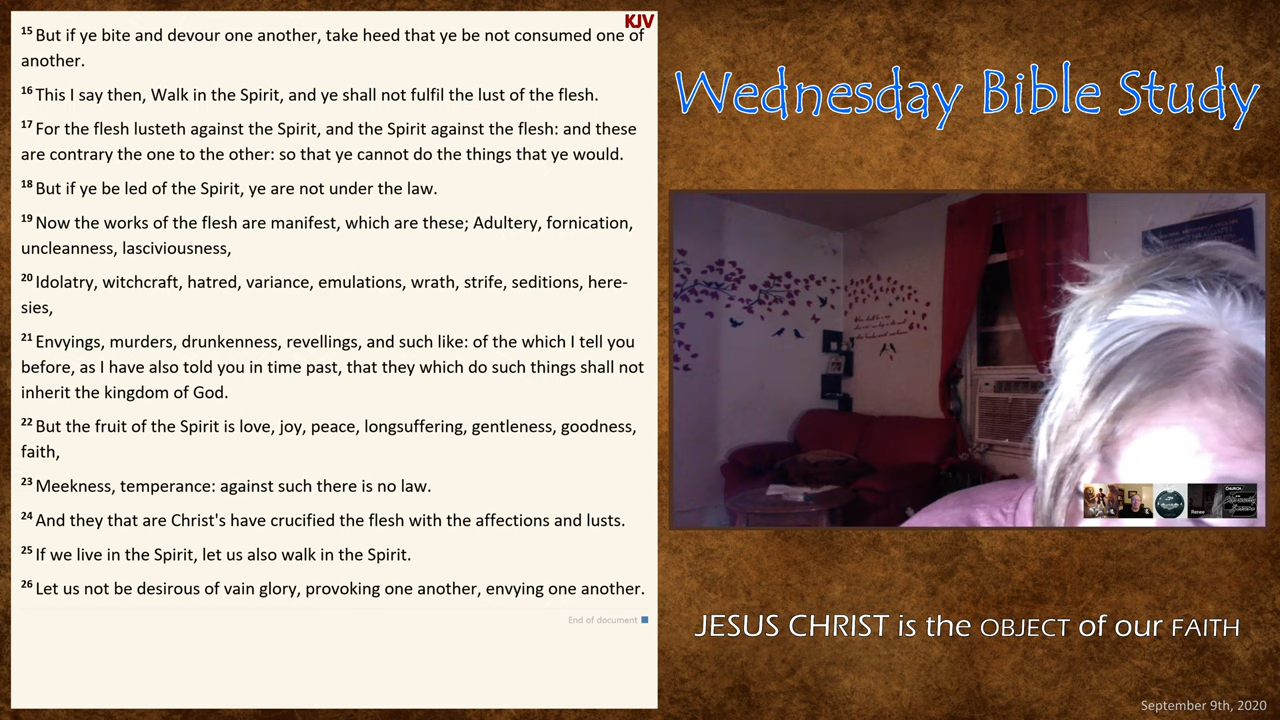 KJV
15 But if ye bite and devour one another, take heed that ye be not consumed one of
another.
16 This I say then, Walk in the Spirit, and ye shall not fulfil the lust of the flesh.
17 For the flesh lusteth against the Spirit, and the Spirit against the flesh: and these
are contrary the one to the other: so that ye cannot do the things that ye would.
18 But if ye be led of the Spirit, ye are not under the law.
19 Now the works of the flesh are manifest, which are these; Adultery, fornication,
uncleanness, lasciviousness,
20 Idolatry, witchcraft, hatred, variance, emulations, wrath, strife, seditions, here-
sies,
21 Envyings, murders, drunkenness, revellings, and such like: of the which I tell you
before, as I have also told you in time past, that they which do such things shall not
inherit the kingdom of God.
22 But the fruit of the Spirit is love, joy, peace, longsuffering, gentleness, goodness,
faith,
23 Meekness, temperance: against such there is no law.
24 And they that are Christ's have crucified the flesh with the affections and lusts.
25 If we live in the Spirit, let us also walk in the Spirit.
26 Let us not be desirous of vain glory, provoking one another, envying one another.
End of document
Wednesday Bible Study
Renee
CHURCH
JESUS CHRIST is the OBJECT of our FAITH
September 9th, 2020